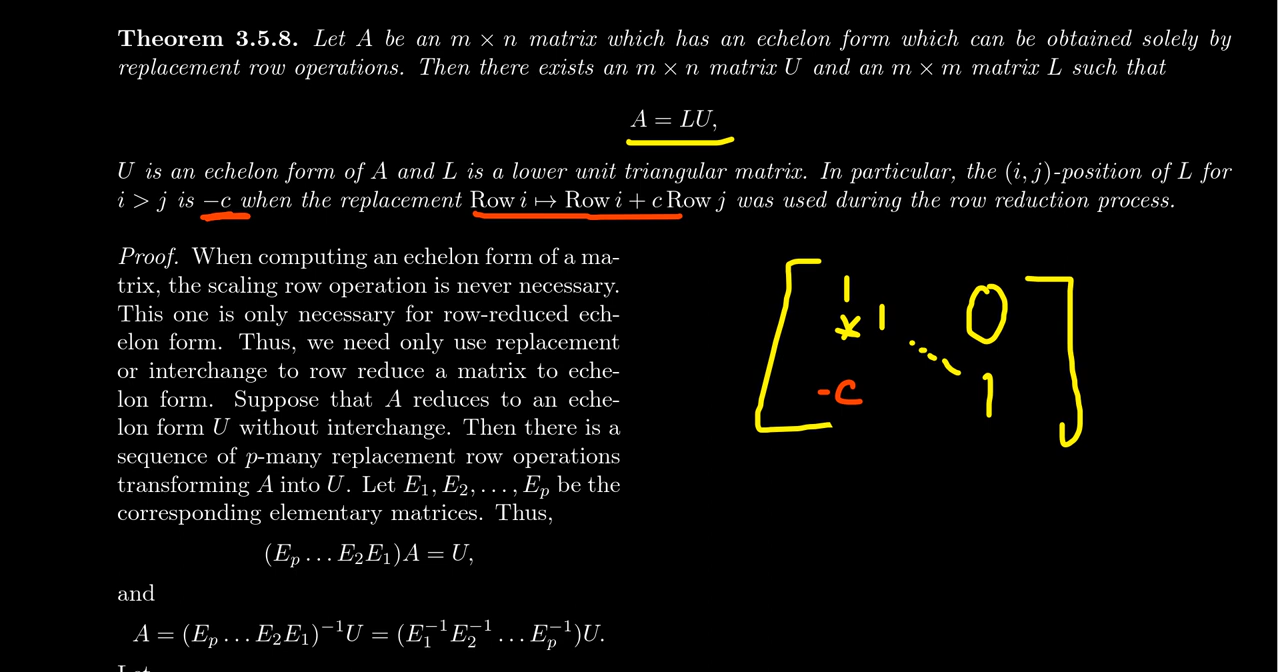 Theorem 3.5.8. Let A be an m × n matrix which has an echelon form which can be obtained solely by
replacement row operations. Then there exists an m × n matrix U and an m × m matrix L such that
A = LU,
U is an echelon form of A and L is a lower unit triangular matrix. In particular, the (i, j)-position of L for
i > j is −c when the replacement Row i ↦ Row i + c Row j was used during the row reduction process.
Proof. When computing an echelon form of a ma-
trix, the scaling row operation is never necessary.
This one is only necessary for row-reduced ech-
elon form. Thus, we need only use replacement
or interchange to row reduce a matrix to eche-
lon form. Suppose that A reduces to an eche-
lon form U without interchange. Then there is a
sequence of p-many replacement row operations
transforming A into U. Let E₁, E₂, . . . , Eₚ be the
corresponding elementary matrices. Thus,
(Eₚ . . . E₂E₁)A = U,
and
A = (Eₚ . . . E₂E₁)⁻¹U = (E₁⁻¹E₂⁻¹ . . . Eₚ⁻¹)U.
1 0
* 1
-c 1